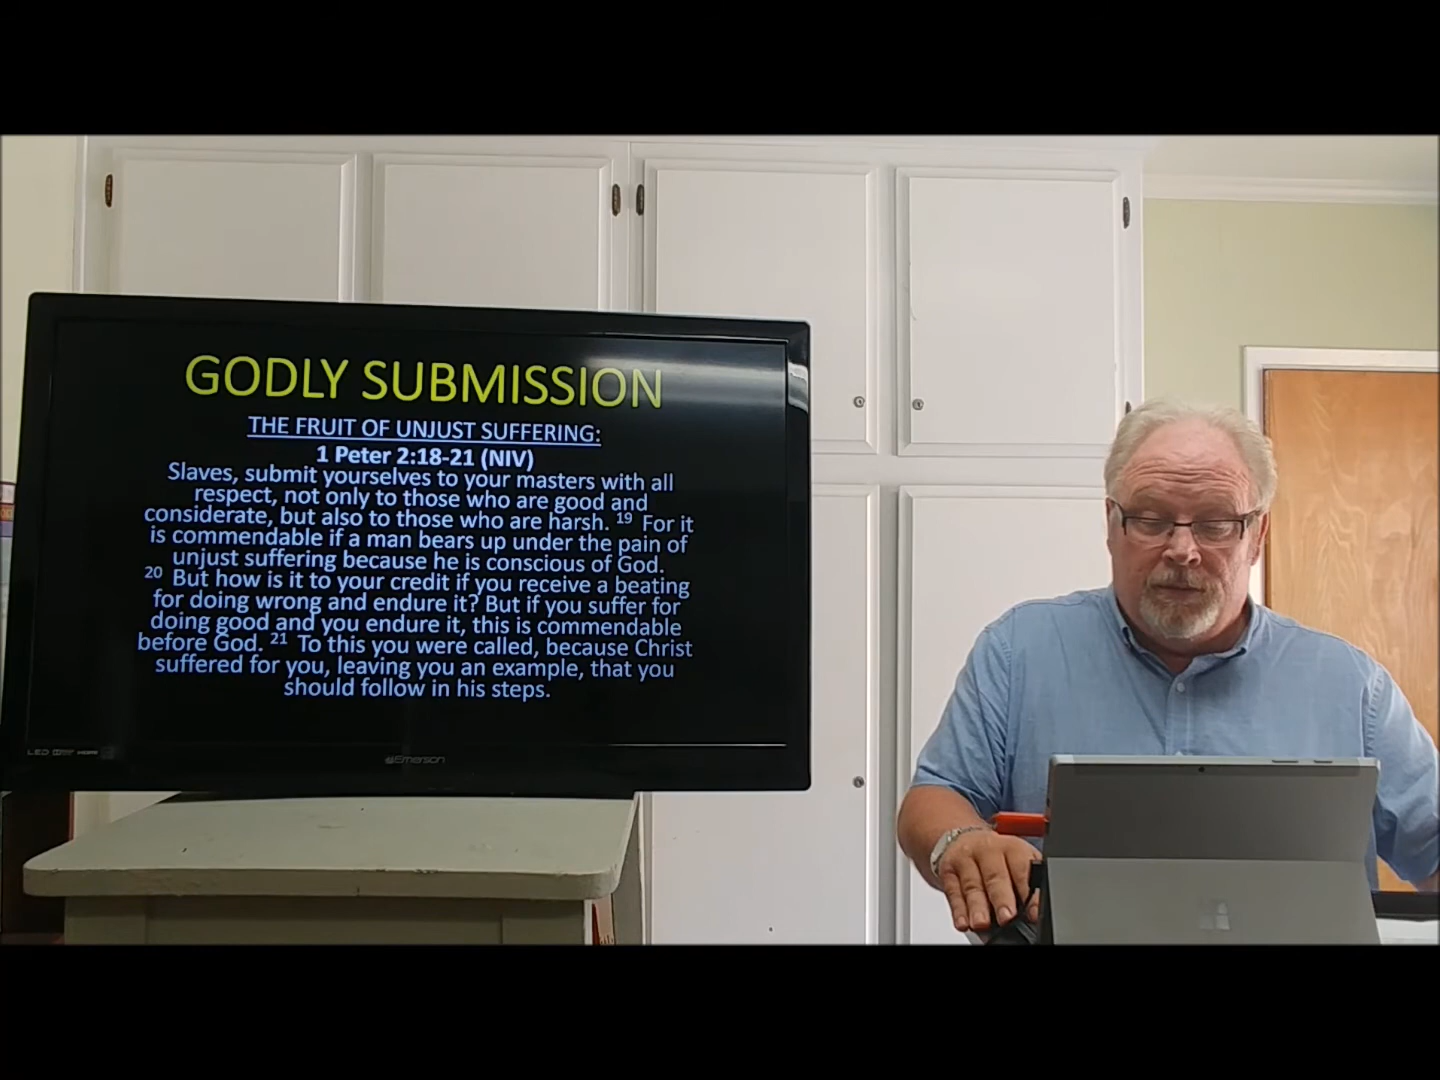 GODLY SUBMISSION
THE FRUIT OF UNJUST SUFFERING:
1 Peter 2:18-21 (NIV)
Slaves, submit yourselves to your masters with all
respect, not only to those who are good and
considerate, but also to those who are harsh. 19 For it
is commendable if a man bears up under the pain of
unjust suffering because he is conscious of God.
20 But how is it to your credit if you receive a beating
for doing wrong and endure it? But if you suffer for
doing good and you endure it, this is commendable
before God. 21 To this you were called, because Christ
suffered for you, leaving you an example, that you
should follow in his steps.
LED
Emerson